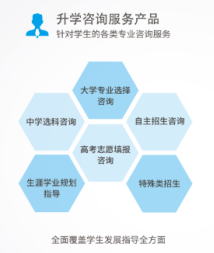 升学咨询服务产品
针对学生的各类专业咨询服务
大学专业选择
咨询
中学选科咨询
自主招生咨询
高考志愿填报
咨询
生涯学业规划
指导
特殊类招生
全面覆盖学生发展指导全方面